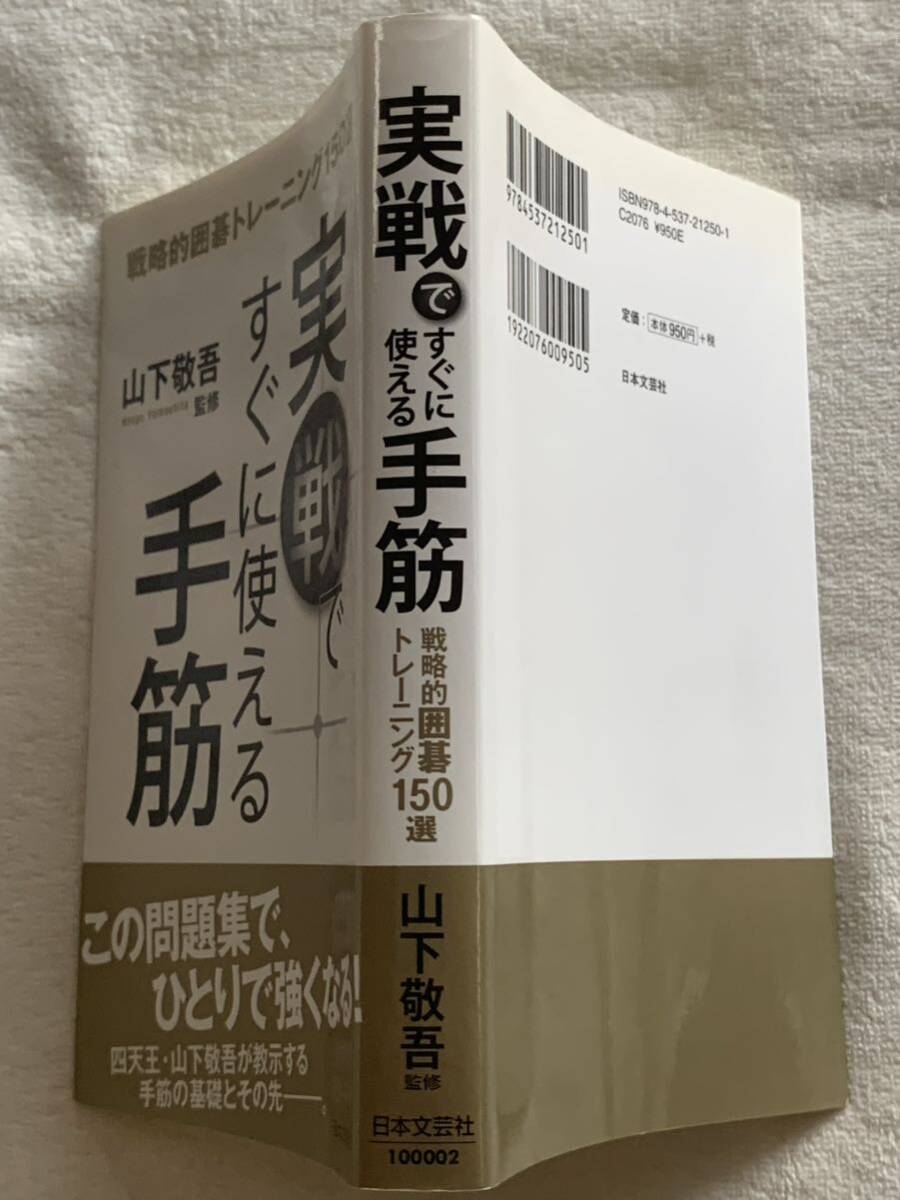 戦略的囲碁トレーニング150選
実戦で
すぐに使える
手筋
山下敬吾
Keigo Yamashita
監修
この問題集で、
ひとりで強くなる!
四天王・山下敬吾が教示する
手筋の基礎とその先——。
実戦で
すぐに
使える
手筋
戦略的囲碁
トレーニング150選
山下敬吾
監修
日本文芸社
100002
9784537212501
1922076009505
ISBN978-4-537-21250-1
C2076 ¥950E
定価:本体950円+税
日本文芸社